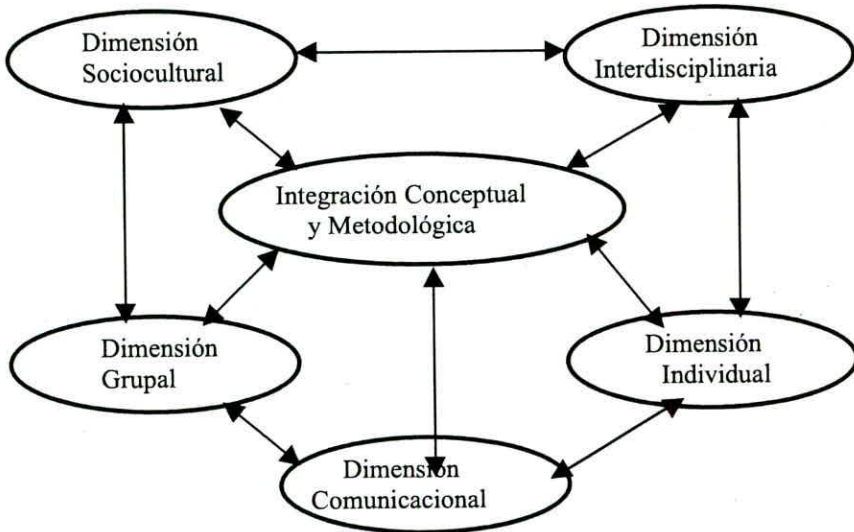 Dimensión
Sociocultural
Dimensión
Interdisciplinaria
Integración Conceptual
y Metodológica
Dimensión
Grupal
Dimensión
Individual
Dimensión
Comunicacional